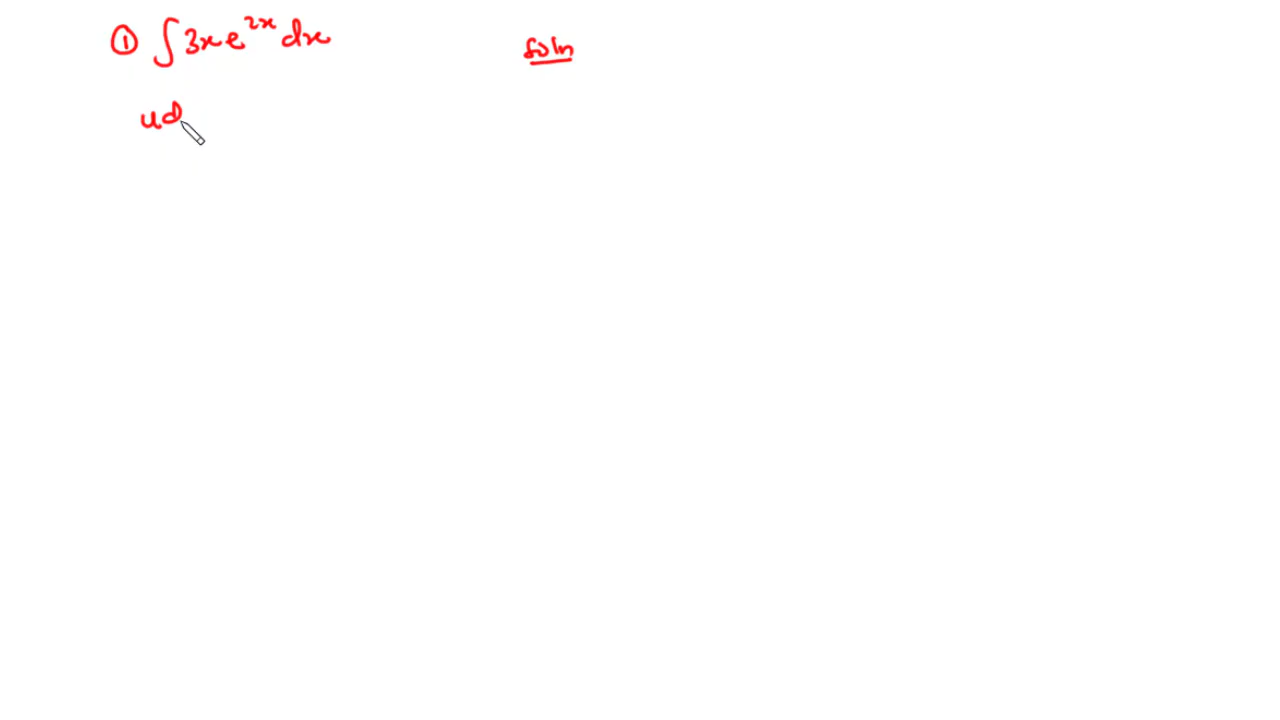 ① ∫3xe^{2x} dx
soln
ud